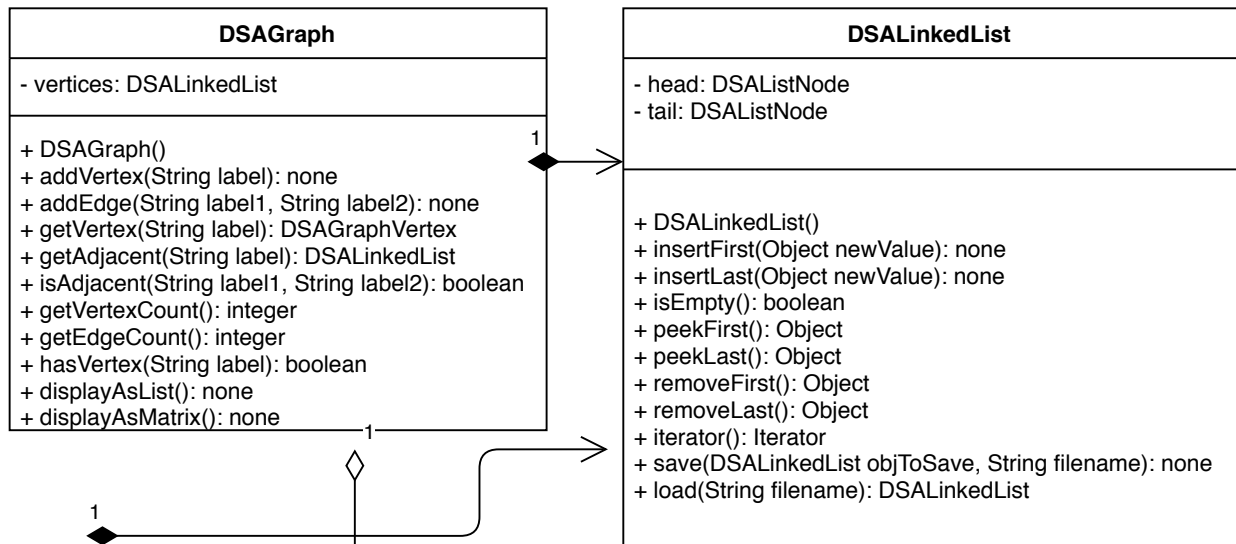 DSAGraph
- vertices: DSALinkedList
+ DSAGraph()
+ addVertex(String label): none
+ addEdge(String label1, String label2): none
+ getVertex(String label): DSAGraphVertex
+ getAdjacent(String label): DSALinkedList
+ isAdjacent(String label1, String label2): boolean
+ getVertexCount(): integer
+ getEdgeCount(): integer
+ hasVertex(String label): boolean
+ displayAsList(): none
+ displayAsMatrix(): none
1
1
1
DSALinkedList
- head: DSAListNode
- tail: DSAListNode
+ DSALinkedList()
+ insertFirst(Object newValue): none
+ insertLast(Object newValue): none
+ isEmpty(): boolean
+ peekFirst(): Object
+ peekLast(): Object
+ removeFirst(): Object
+ removeLast(): Object
+ iterator(): Iterator
+ save(DSALinkedList objToSave, String filename): none
+ load(String filename): DSALinkedList